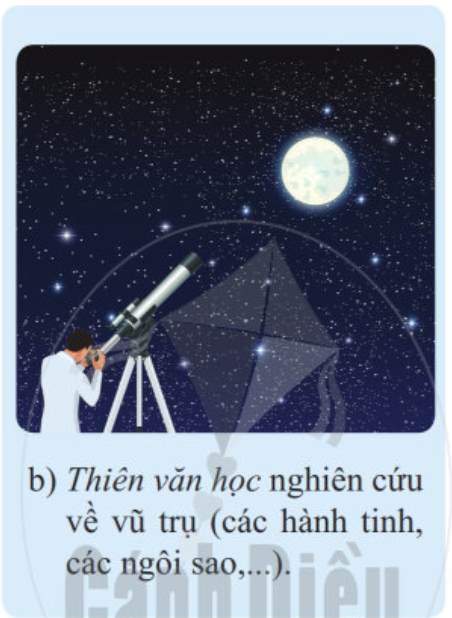 b) Thiên văn học nghiên cứu
về vũ trụ (các hành tinh,
các ngôi sao,...).
Cánh Diều